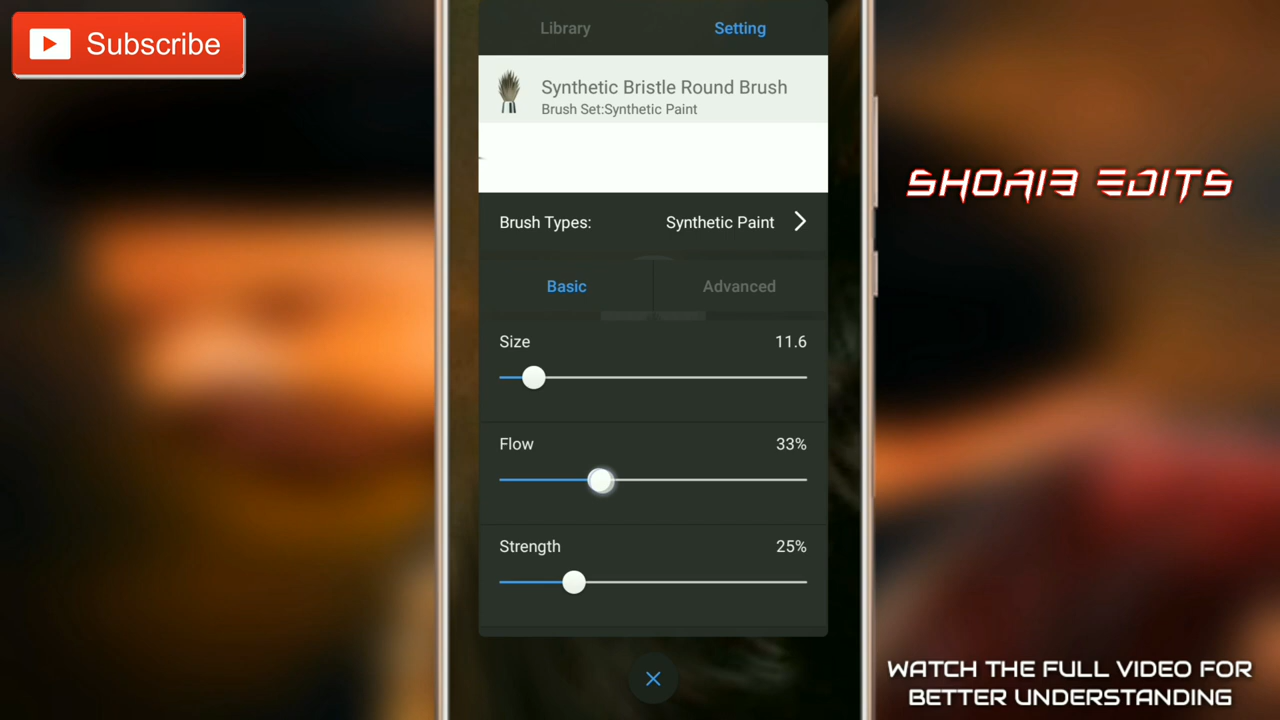 Subscribe
Library
Setting
Synthetic Bristle Round Brush
Brush Set:Synthetic Paint
Brush Types:
Synthetic Paint
Basic
Advanced
Size
11.6
Flow
33%
Strength
25%
SHOAIB EDITS
WATCH THE FULL VIDEO FOR
BETTER UNDERSTANDING